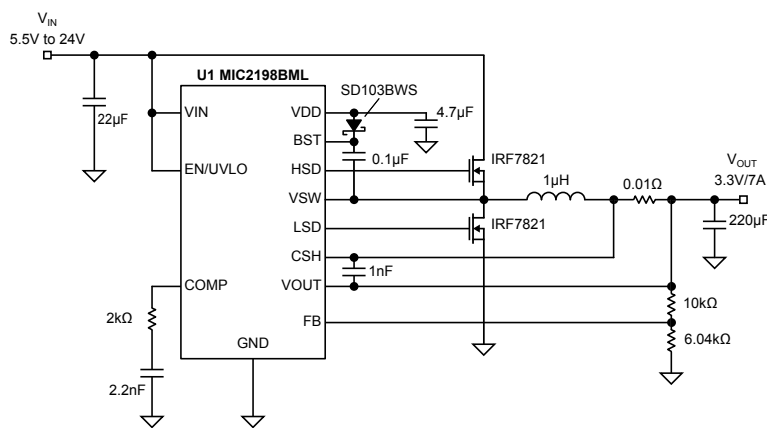 V_IN
5.5V to 24V
U1 MIC2198BML
SD103BWS
22µF
VIN
EN/UVLO
COMP
GND
VDD
BST
HSD
VSW
LSD
CSH
VOUT
FB
4.7µF
0.1µF
IRF7821
1µH
0.01Ω
V_OUT
3.3V/7A
IRF7821
220µF
1nF
10kΩ
6.04kΩ
2kΩ
2.2nF